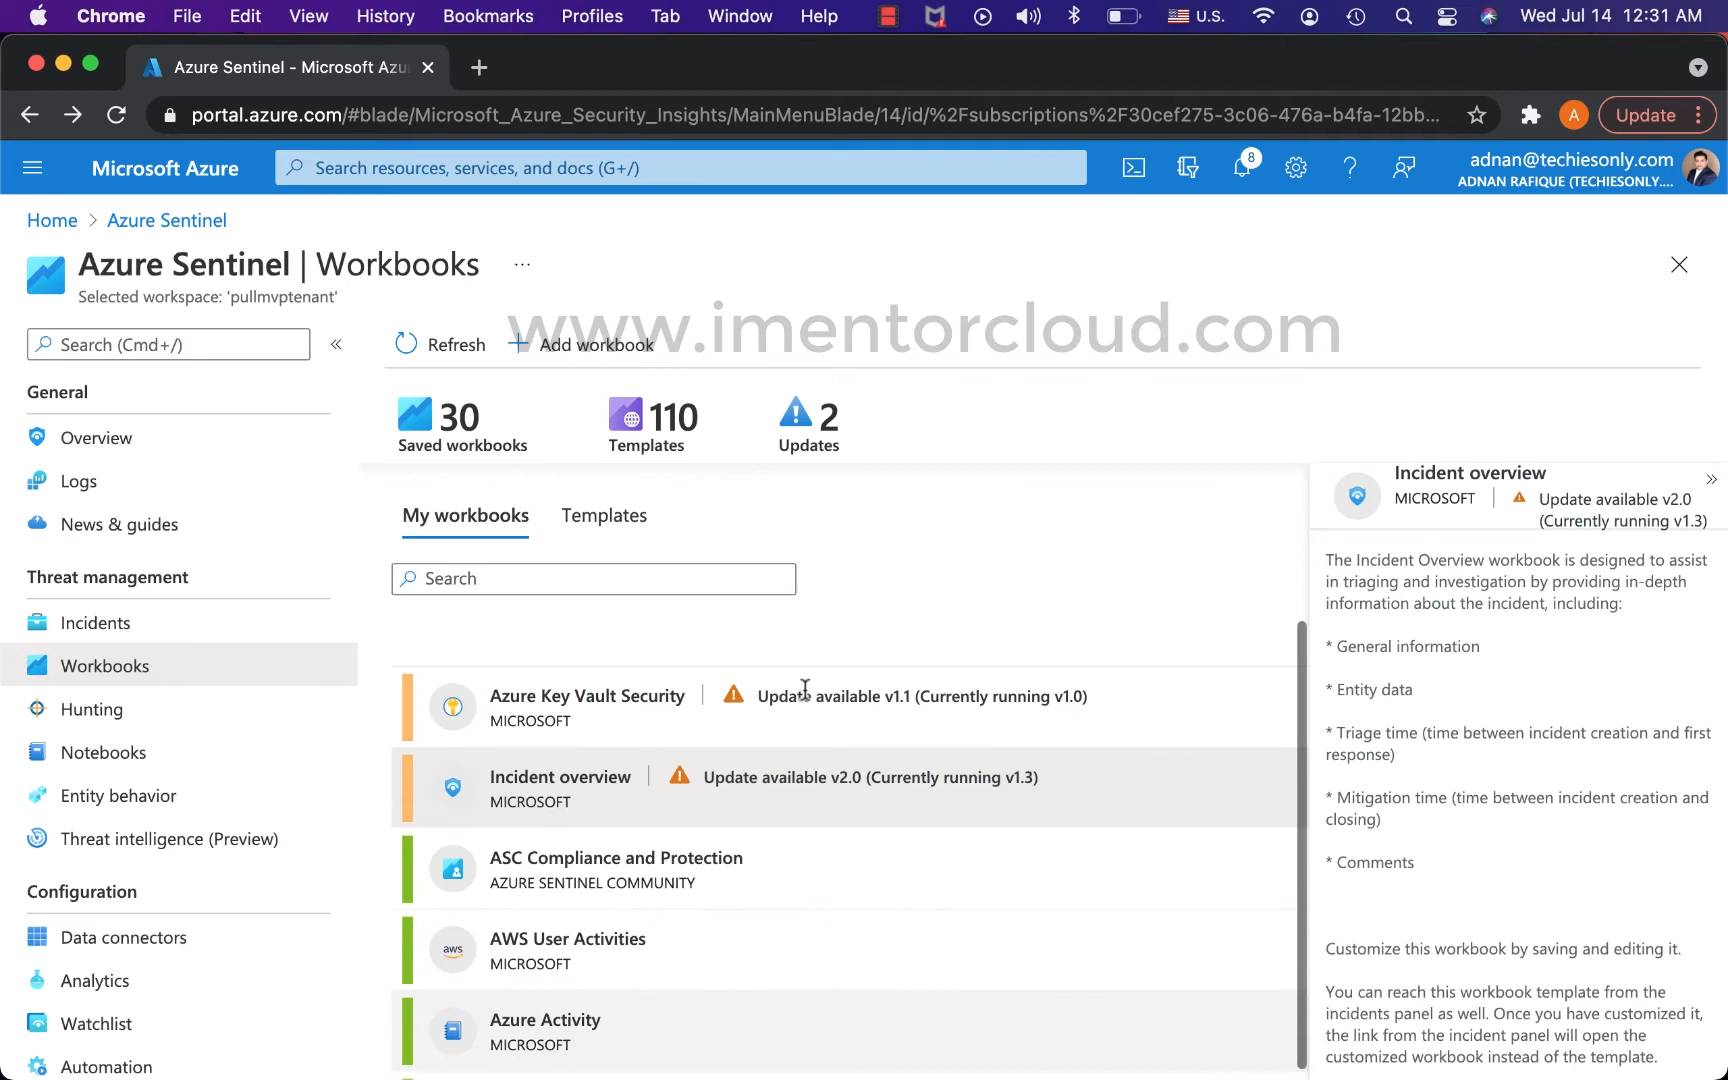 Chrome File Edit View History Bookmarks Profiles Tab Window Help U.S. Wed Jul 14 12:31 AM
Azure Sentinel - Microsoft Azu
portal.azure.com/#blade/Microsoft_Azure_Security_Insights/MainMenuBlade/14/id/%2Fsubscriptions%2F30cef275-3c06-476a-b4fa-12bb... A Update
Microsoft Azure Search resources, services, and docs (G+/) 8 adnan@techiesonly.com
ADNAN RAFIQUE (TECHIESONLY....
Home > Azure Sentinel
Azure Sentinel | Workbooks ...
Selected workspace: 'pullmvptenant'
www.imentorcloud.com
Search (Cmd+/) «
Refresh + Add workbook
General
Overview
Logs
News & guides
Threat management
Incidents
Workbooks
Hunting
Notebooks
Entity behavior
Threat intelligence (Preview)
Configuration
Data connectors
Analytics
Watchlist
Automation
30
Saved workbooks
110
Templates
2
Updates
My workbooks Templates
Search
Azure Key Vault Security | Update available v1.1 (Currently running v1.0)
MICROSOFT
Incident overview | Update available v2.0 (Currently running v1.3)
MICROSOFT
ASC Compliance and Protection
AZURE SENTINEL COMMUNITY
aws
AWS User Activities
MICROSOFT
Azure Activity
MICROSOFT
Incident overview »
MICROSOFT | Update available v2.0
(Currently running v1.3)
The Incident Overview workbook is designed to assist
in triaging and investigation by providing in-depth
information about the incident, including:
* General information
* Entity data
* Triage time (time between incident creation and first
response)
* Mitigation time (time between incident creation and
closing)
* Comments
Customize this workbook by saving and editing it.
You can reach this workbook template from the
incidents panel as well. Once you have customized it,
the link from the incident panel will open the
customized workbook instead of the template.